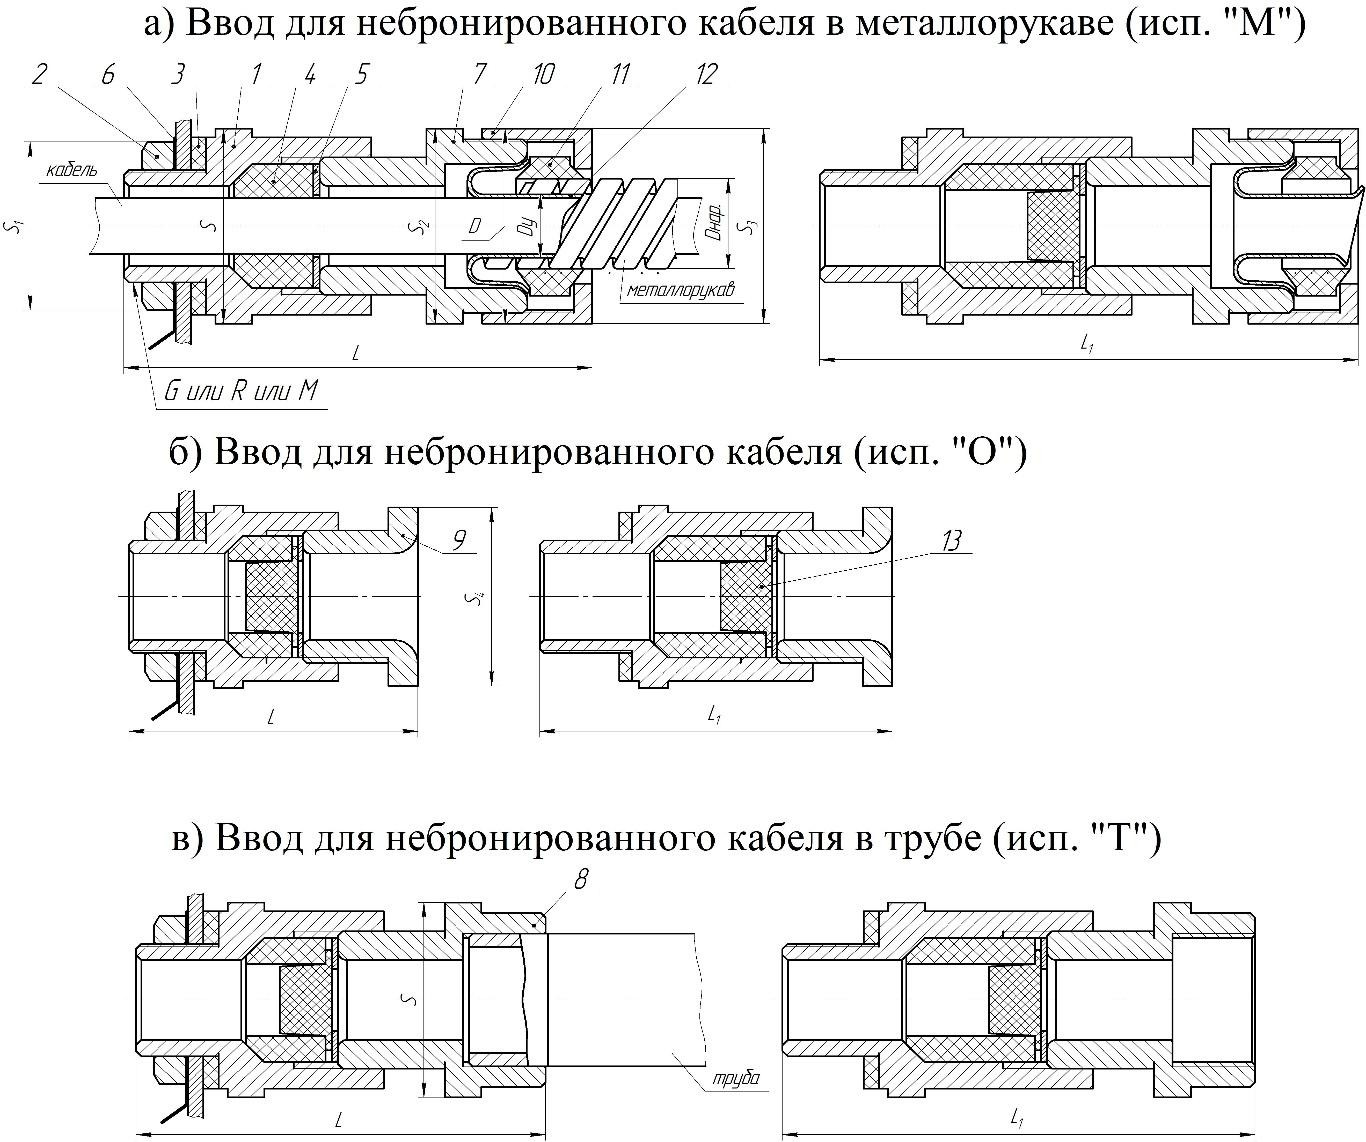 а) Ввод для небронированного кабеля в металлорукаве (исп. "М")
2 6 3 1 4 5 7 10 11 12
кабель
S₁
S
S₂
D
Dу
Dнар.
S₃
металлорукав
L
L₁
G или R или M
б) Ввод для небронированного кабеля (исп. "О")
9
13
S₄
L
L₁
в) Ввод для небронированного кабеля в трубе (исп. "Т")
8
S
труба
L
L₁